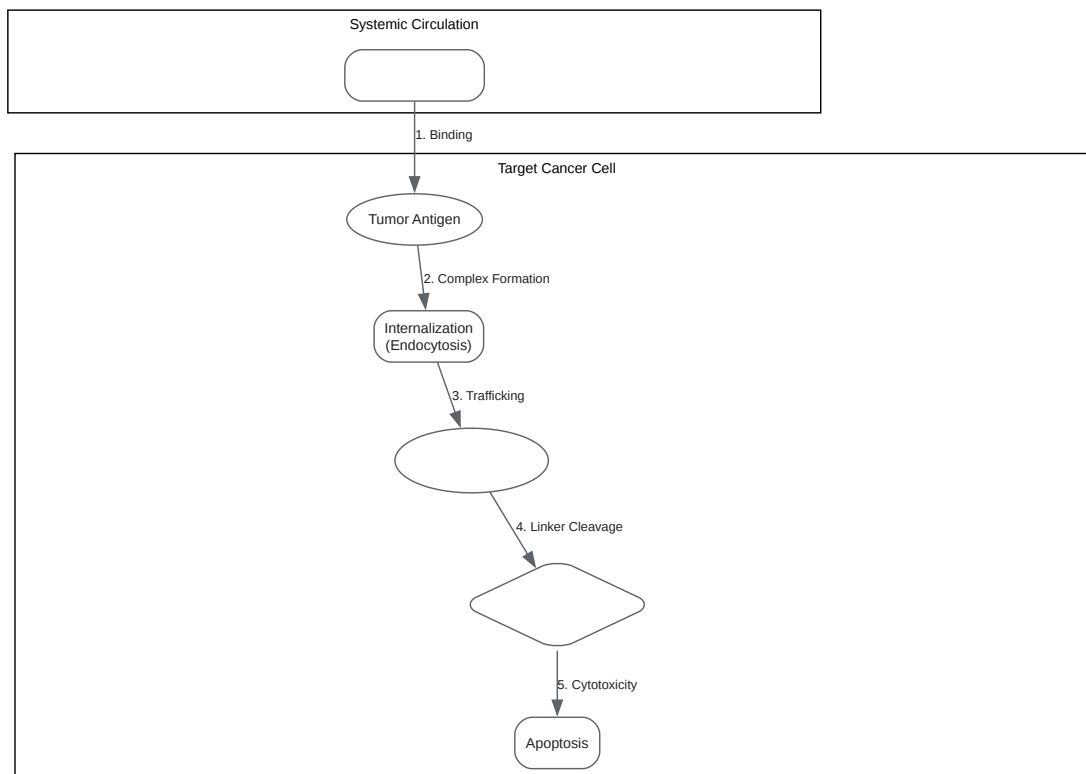 Systemic Circulation
1. Binding
Target Cancer Cell
Tumor Antigen
2. Complex Formation
Internalization
(Endocytosis)
3. Trafficking
4. Linker Cleavage
5. Cytotoxicity
Apoptosis